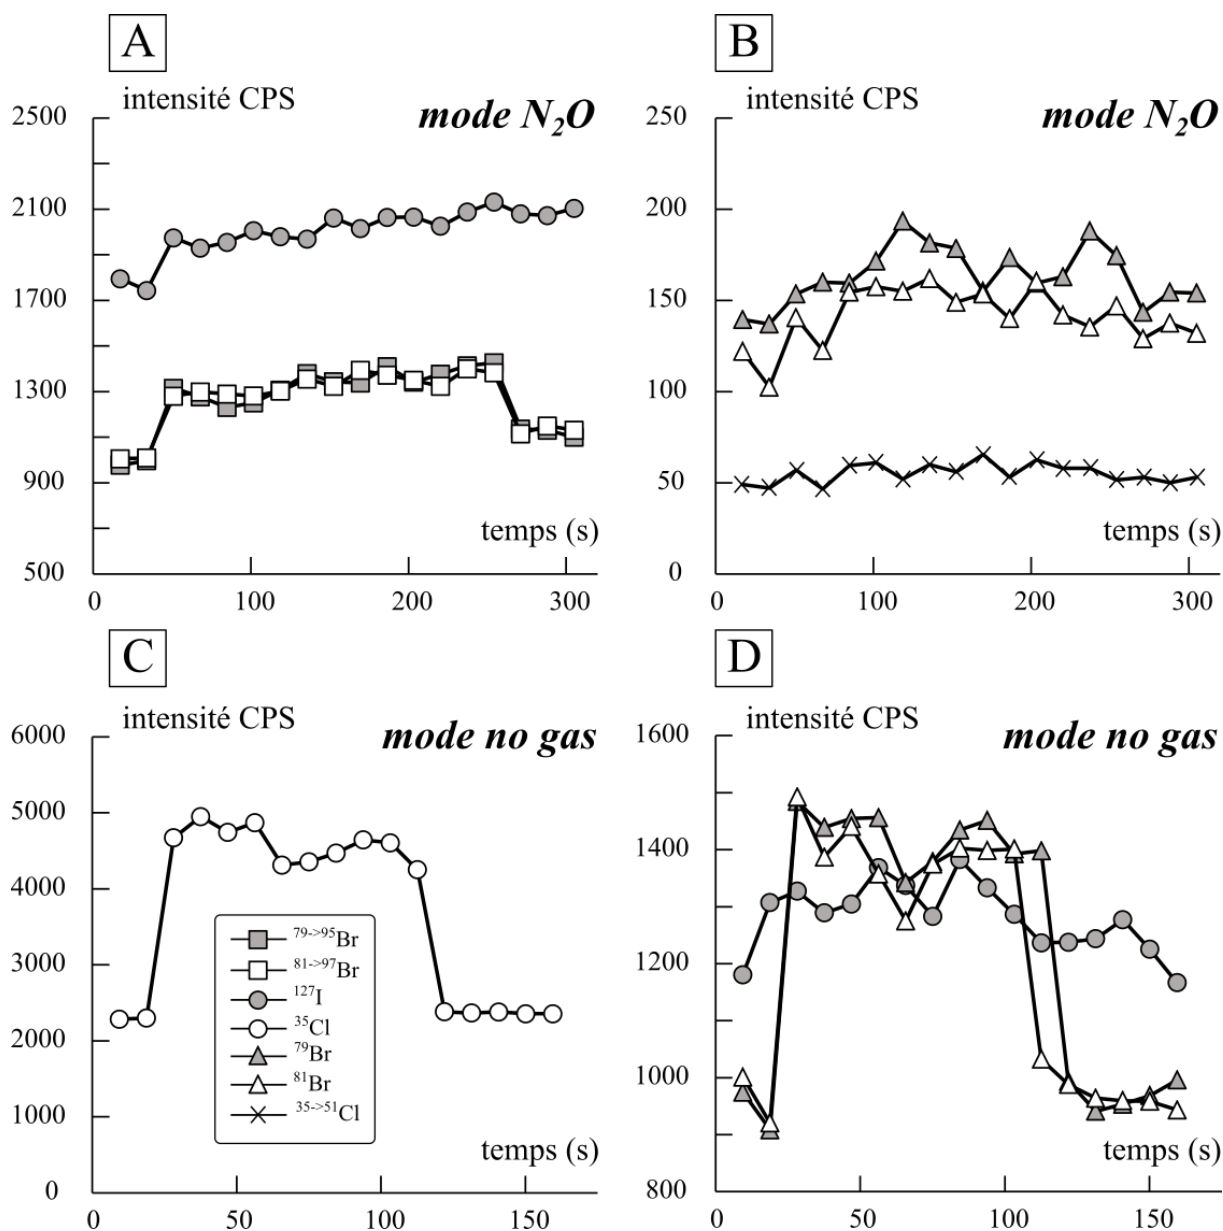 A
intensité CPS
mode N₂O
2500
2100
1700
1300
900
500
temps (s)
0 100 200 300
B
intensité CPS
mode N₂O
250
200
150
100
50
0
temps (s)
0 100 200 300
C
intensité CPS
mode no gas
6000
5000
4000
3000
2000
1000
0
⁷⁹⁻>⁹⁵Br
⁸¹⁻>⁹⁷Br
¹²⁷I
³⁵Cl
⁷⁹Br
⁸¹Br
³⁵⁻>⁵¹Cl
temps (s)
0 50 100 150
D
intensité CPS
mode no gas
1600
1400
1200
1000
800
temps (s)
0 50 100 150